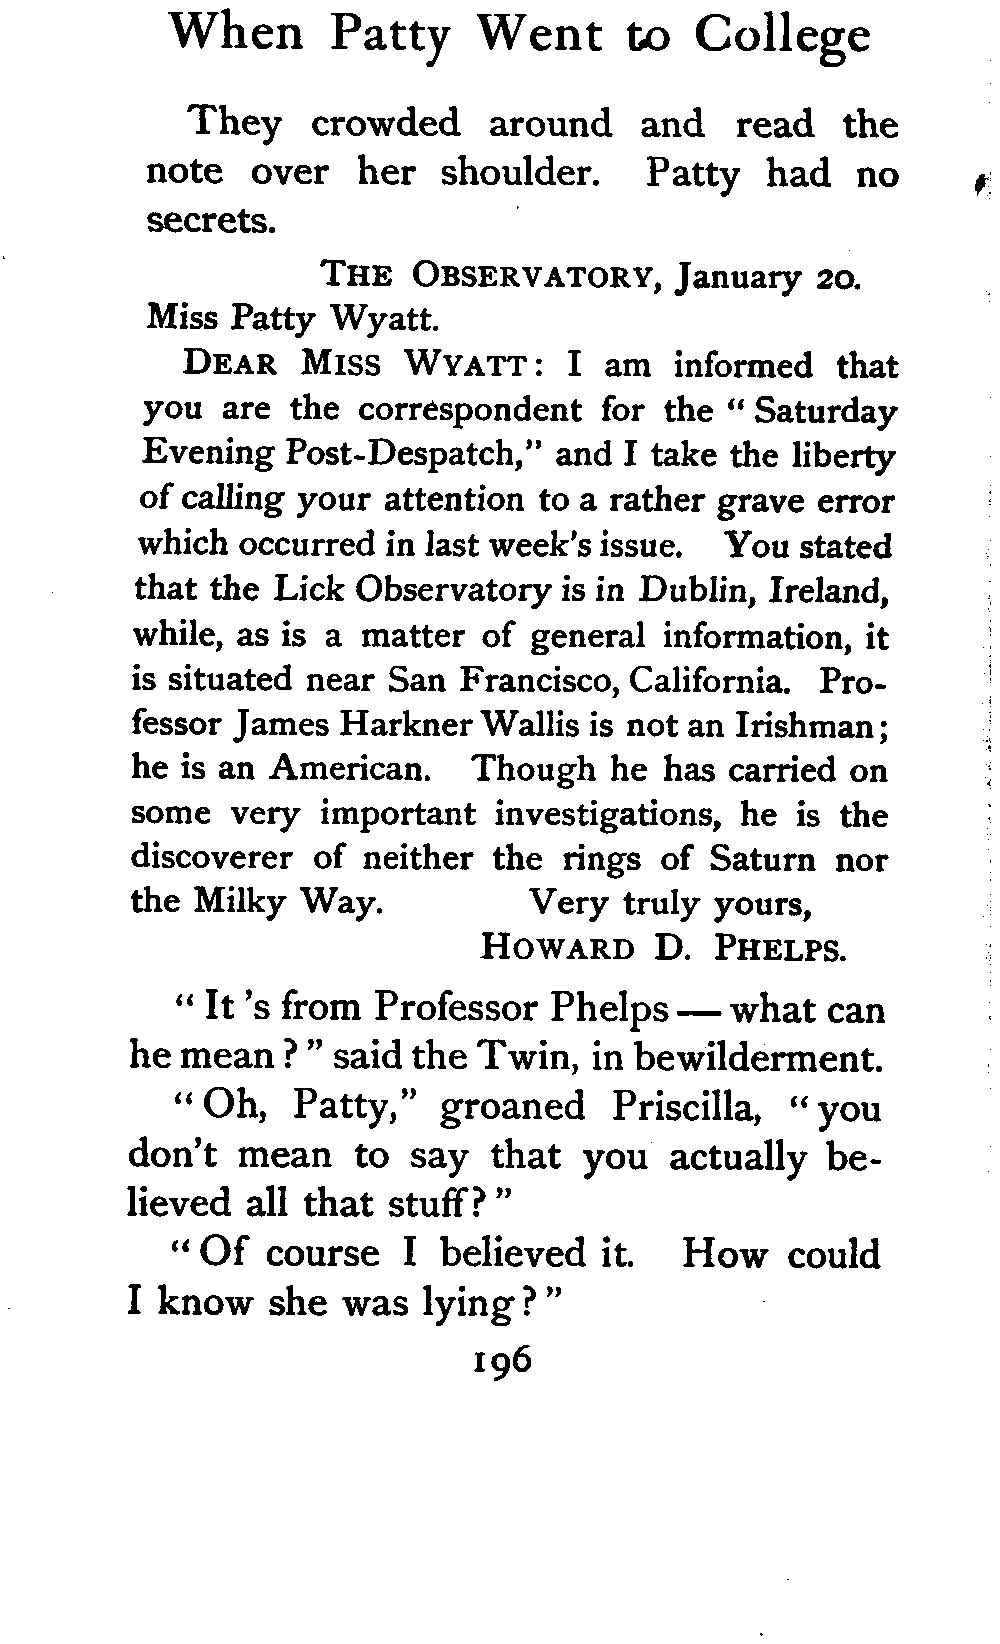 When Patty Went to College
They crowded around and read the
note over her shoulder. Patty had no
secrets.
THE OBSERVATORY, January 20.
Miss Patty Wyatt.
DEAR MISS WYATT: I am informed that
you are the correspondent for the " Saturday
Evening Post-Despatch," and I take the liberty
of calling your attention to a rather grave error
which occurred in last week's issue. You stated
that the Lick Observatory is in Dublin, Ireland,
while, as is a matter of general information, it
is situated near San Francisco, California. Pro-
fessor James Harkner Wallis is not an Irishman;
he is an American. Though he has carried on
some very important investigations, he is the
discoverer of neither the rings of Saturn nor
the Milky Way. Very truly yours,
HOWARD D. PHELPS.
" It 's from Professor Phelps — what can
he mean ? " said the Twin, in bewilderment.
" Oh, Patty," groaned Priscilla, " you
don't mean to say that you actually be-
lieved all that stuff? "
" Of course I believed it. How could
I know she was lying ? "
196